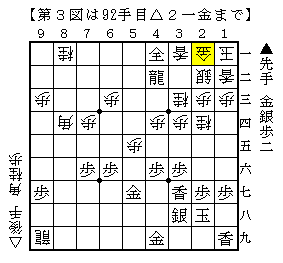 【第３図は92手目△２一金まで】
9 8 7 6 5 4 3 2 1
桂 全 香 金 王 一
龍 銀 香 二
歩 歩 桂 歩 歩 三
角 歩 歩 歩 桂 四
歩 五
歩 歩 歩 歩 六
歩 金 香 歩 歩 七
銀 玉 八
龍 金 香 九
▲先手 金銀歩二
△後手 角桂歩